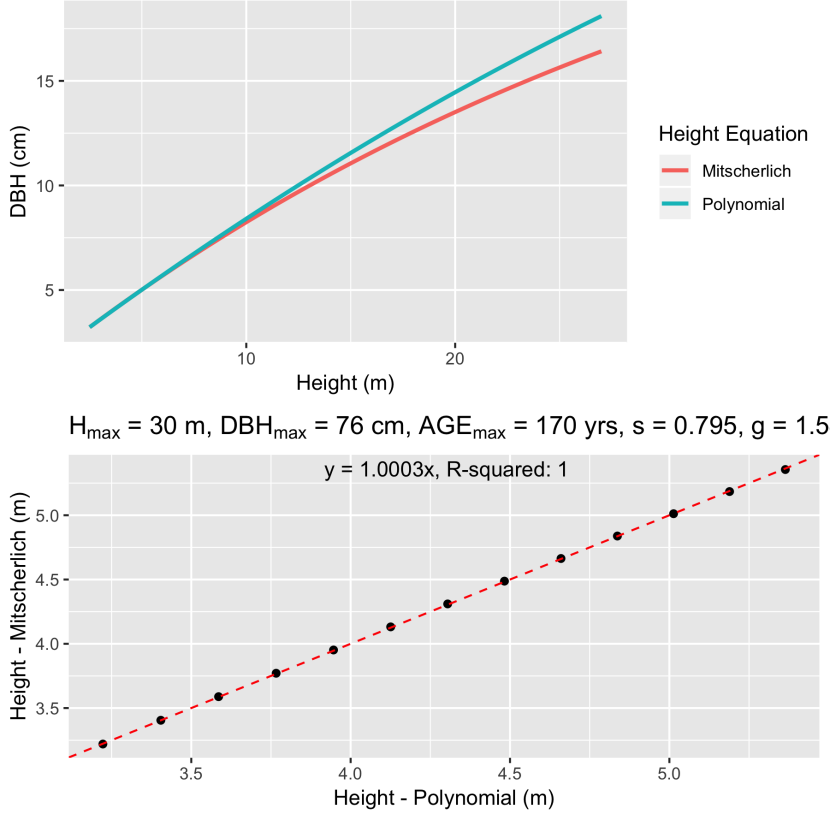 15
10
5
DBH (cm)
10 20
Height (m)
Height Equation
Mitscherlich
Polynomial
Hmax = 30 m, DBHmax = 76 cm, AGEmax = 170 yrs, s = 0.795, g = 1.5
y = 1.0003x, R-squared: 1
5.0
4.5
4.0
3.5
Height - Mitscherlich (m)
3.5 4.0 4.5 5.0
Height - Polynomial (m)